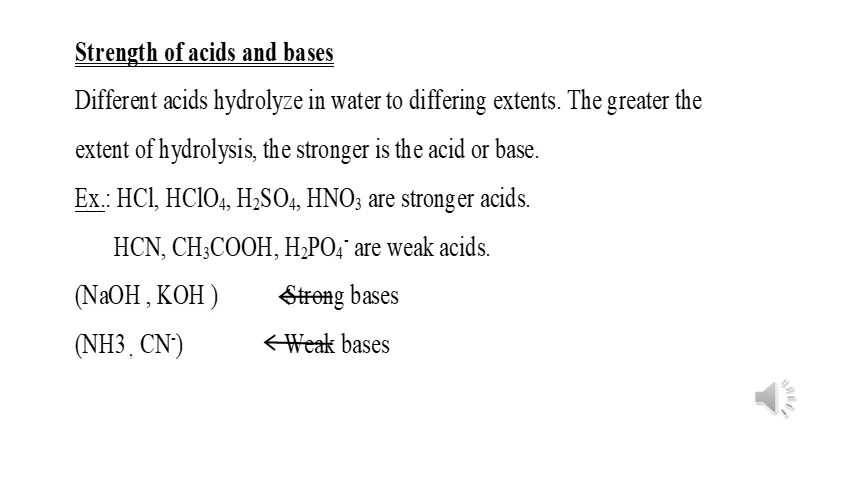 Strength of acids and bases
Different acids hydrolyze in water to differing extents. The greater the
extent of hydrolysis, the stronger is the acid or base.
Ex.: HCl, HClO₄, H₂SO₄, HNO₃ are stronger acids.
HCN, CH₃COOH, H₂PO₄⁻ are weak acids.
(NaOH , KOH ) Strong bases
(NH3 , CN⁻) Weak bases